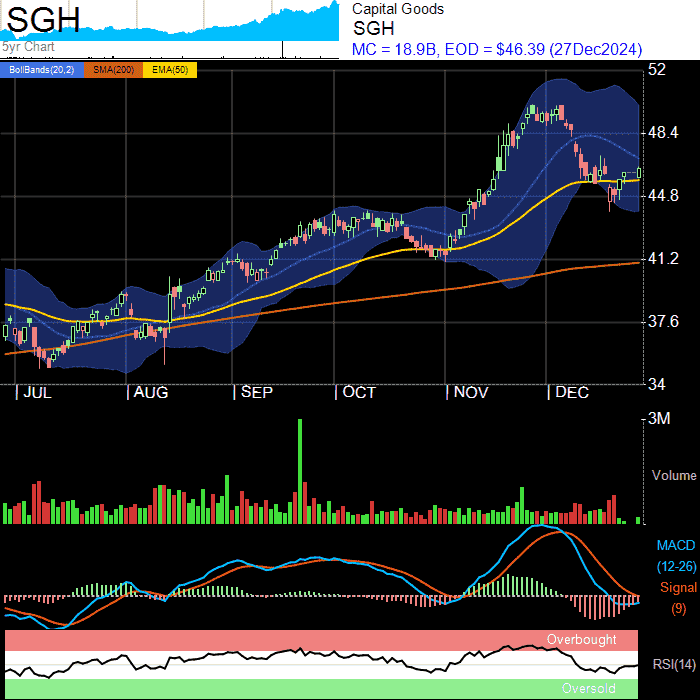 SGH
5yr Chart
Capital Goods
SGH
MC = 18.9B, EOD = $46.39 (27Dec2024)
BollBands(20,2) SMA(200) EMA(50)
52
48.4
44.8
41.2
37.6
34
JUL AUG SEP OCT NOV DEC
3M
Volume
MACD
(12-26)
Signal
(9)
Overbought
RSI(14)
Oversold